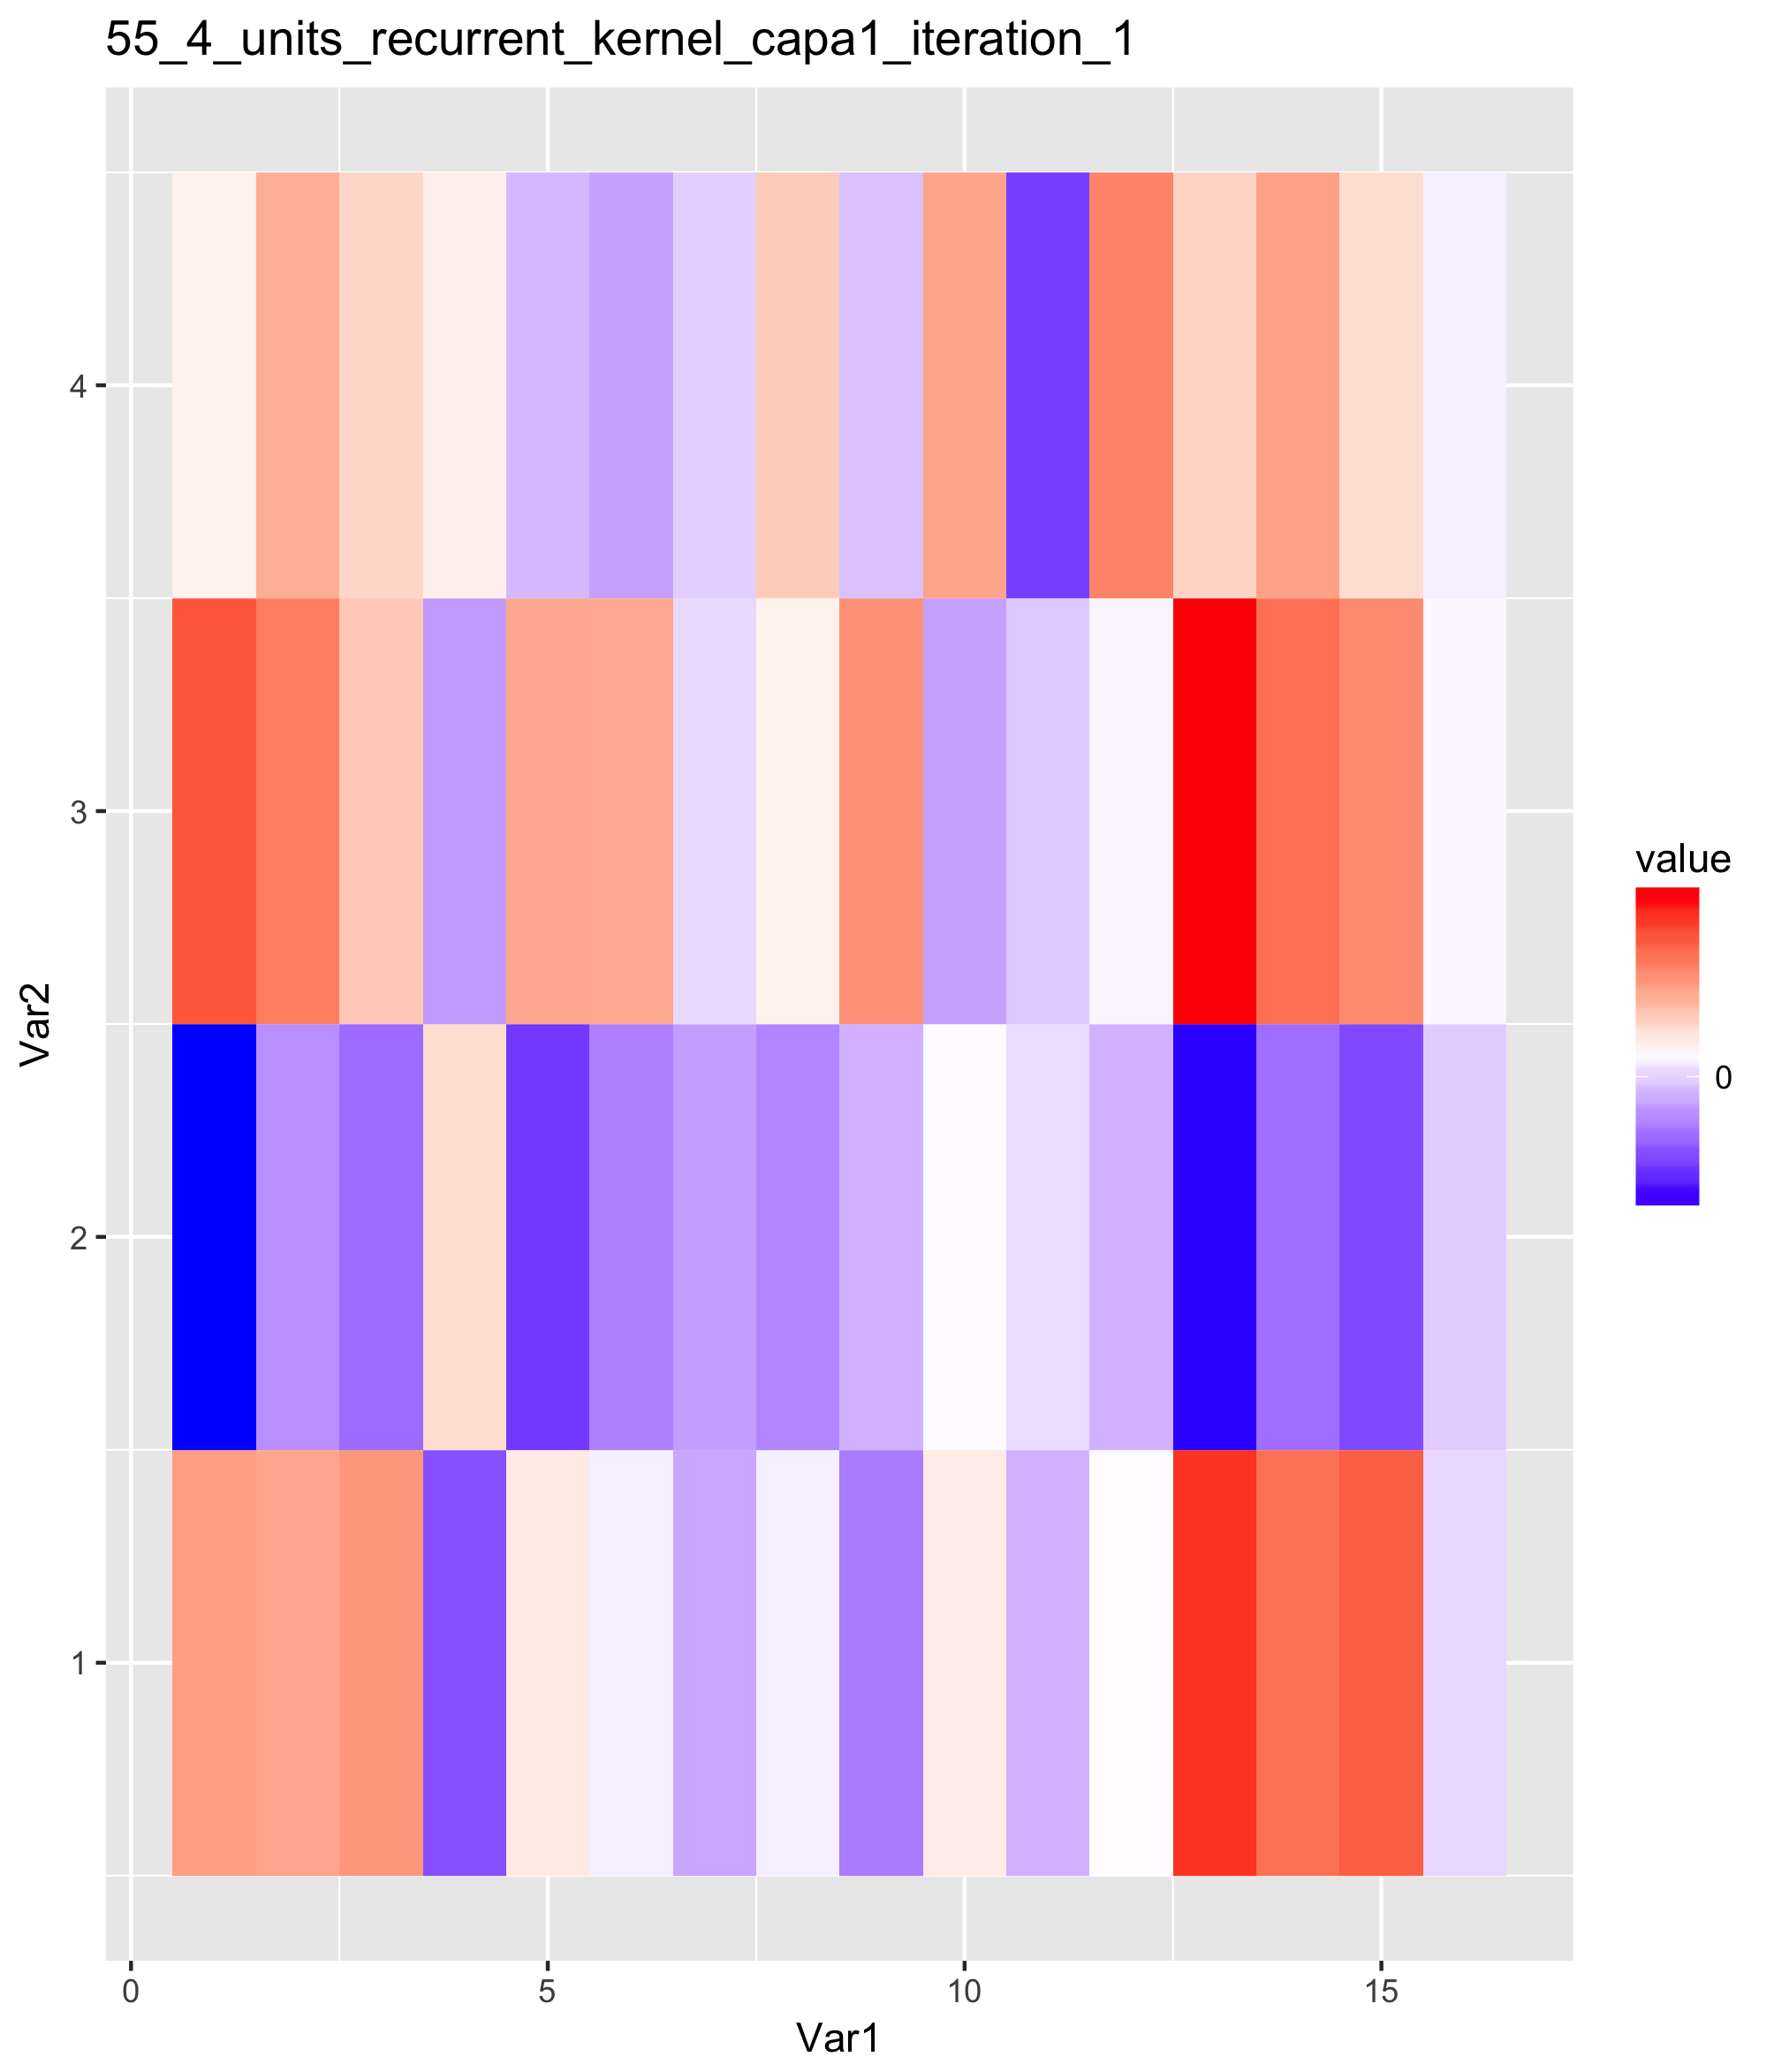 55_4_units_recurrent_kernel_capa1_iteration_1
4
3
2
1
Var2
0
5
10
15
Var1
value
0